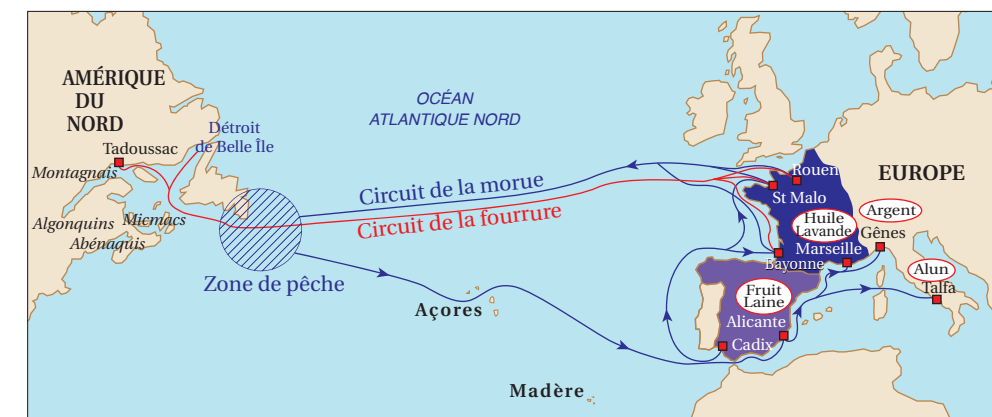 AMÉRIQUE
DU
NORD
OCÉAN
ATLANTIQUE NORD
Détroit
de Belle Île
Tadoussac
Montagnais
Algonquins
Micmacs
Abénaquis
Circuit de la morue
Circuit de la fourrure
Zone de pêche
Açores
Madère
EUROPE
Rouen
St Malo
Huile
Lavande
Argent
Gênes
Marseille
Bayonne
Alun
Talfa
Fruit
Laine
Alicante
Cadix